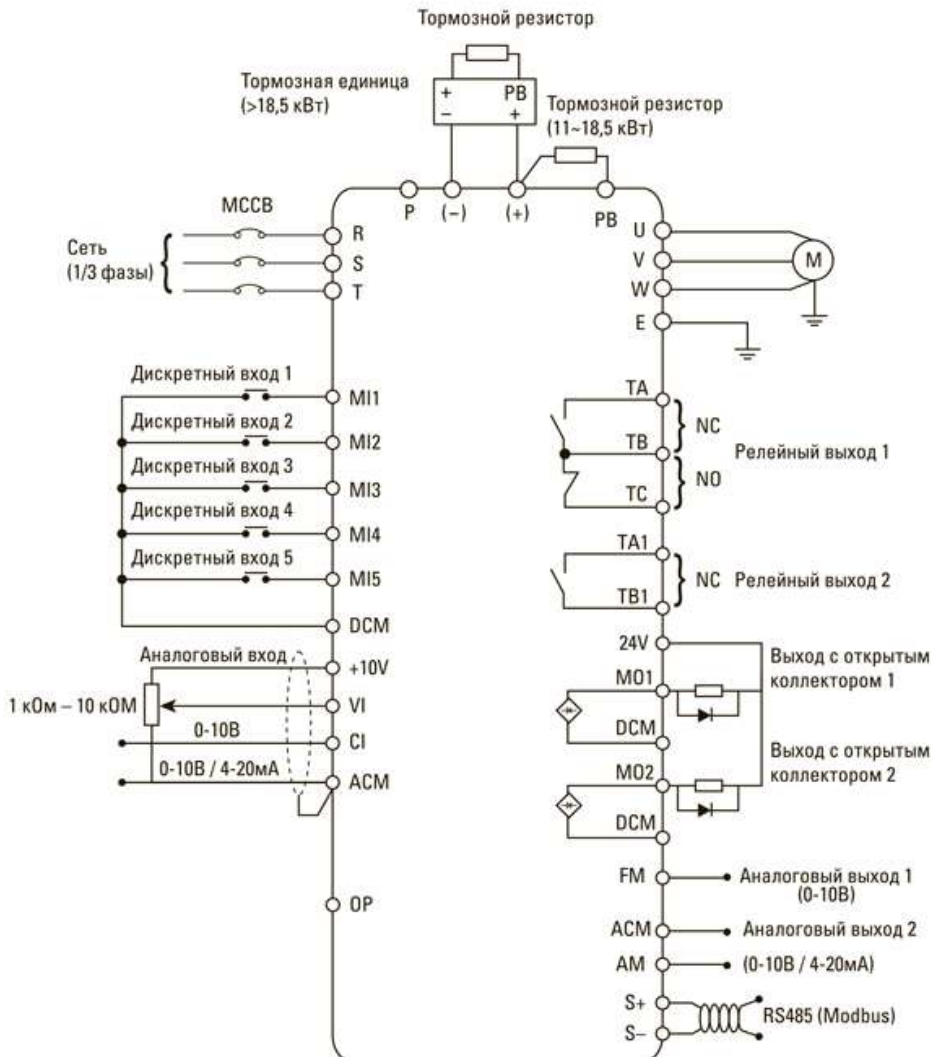 Тормозной резистор
Тормозная единица
(>18,5 кВт)
+ PB
− +
Тормозной резистор
(11~18,5 кВт)
P (−) (+) PB
MCCB
Сеть
(1/3 фазы)
R
S
T
U
V
W
E
M
Дискретный вход 1
MI1
Дискретный вход 2
MI2
Дискретный вход 3
MI3
Дискретный вход 4
MI4
Дискретный вход 5
MI5
DCM
Аналоговый вход
+10V
1 кОм – 10 кОМ
VI
0-10В
CI
0-10В / 4-20мА
ACM
OP
TA
NC
TB
Релейный выход 1
NO
TC
TA1
NC Релейный выход 2
TB1
24V
Выход с открытым
коллектором 1
MO1
DCM
Выход с открытым
коллектором 2
MO2
DCM
FM
Аналоговый выход 1
(0-10В)
ACM
Аналоговый выход 2
AM
(0-10В / 4-20мА)
S+
RS485 (Modbus)
S−